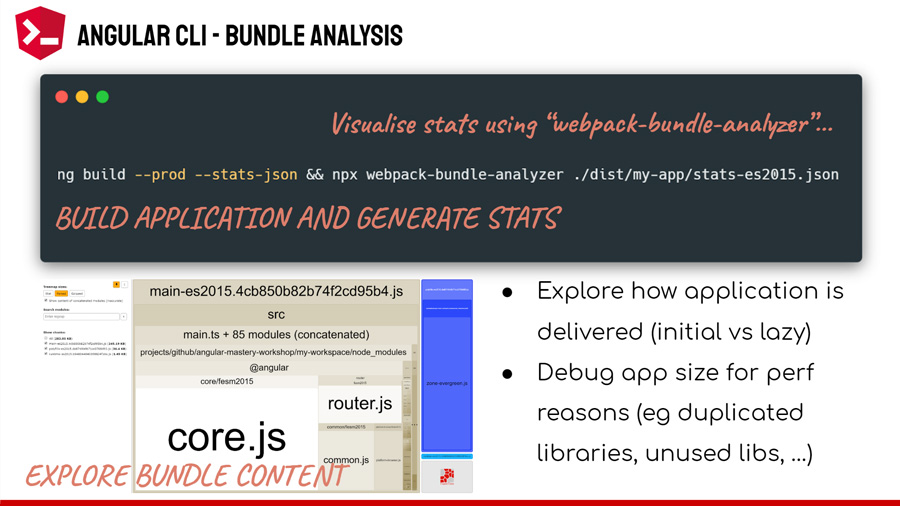 ANGULAR CLI - BUNDLE ANALYSIS
Visualise stats using “webpack-bundle-analyzer”...
ng build --prod --stats-json && npx webpack-bundle-analyzer ./dist/my-app/stats-es2015.json
BUILD APPLICATION AND GENERATE STATS
main-es2015.4cb850b82b74f2cd95b4.js
src
main.ts + 85 modules (concatenated)
projects/github/angular-mastery-workshop/my-workspace/node_modules
@angular
core/fesm2015
core.js
router.js
common/fesm2015
common.js
zone-evergreen.js
EXPLORE BUNDLE CONTENT
● Explore how application is
delivered (initial vs lazy)
● Debug app size for perf
reasons (eg duplicated
libraries, unused libs, ...)